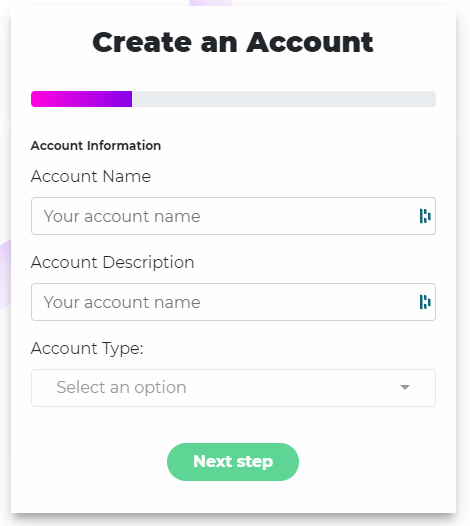 Create an Account
Account Information
Account Name
Your account name
Account Description
Your account name
Account Type:
Select an option
Next step